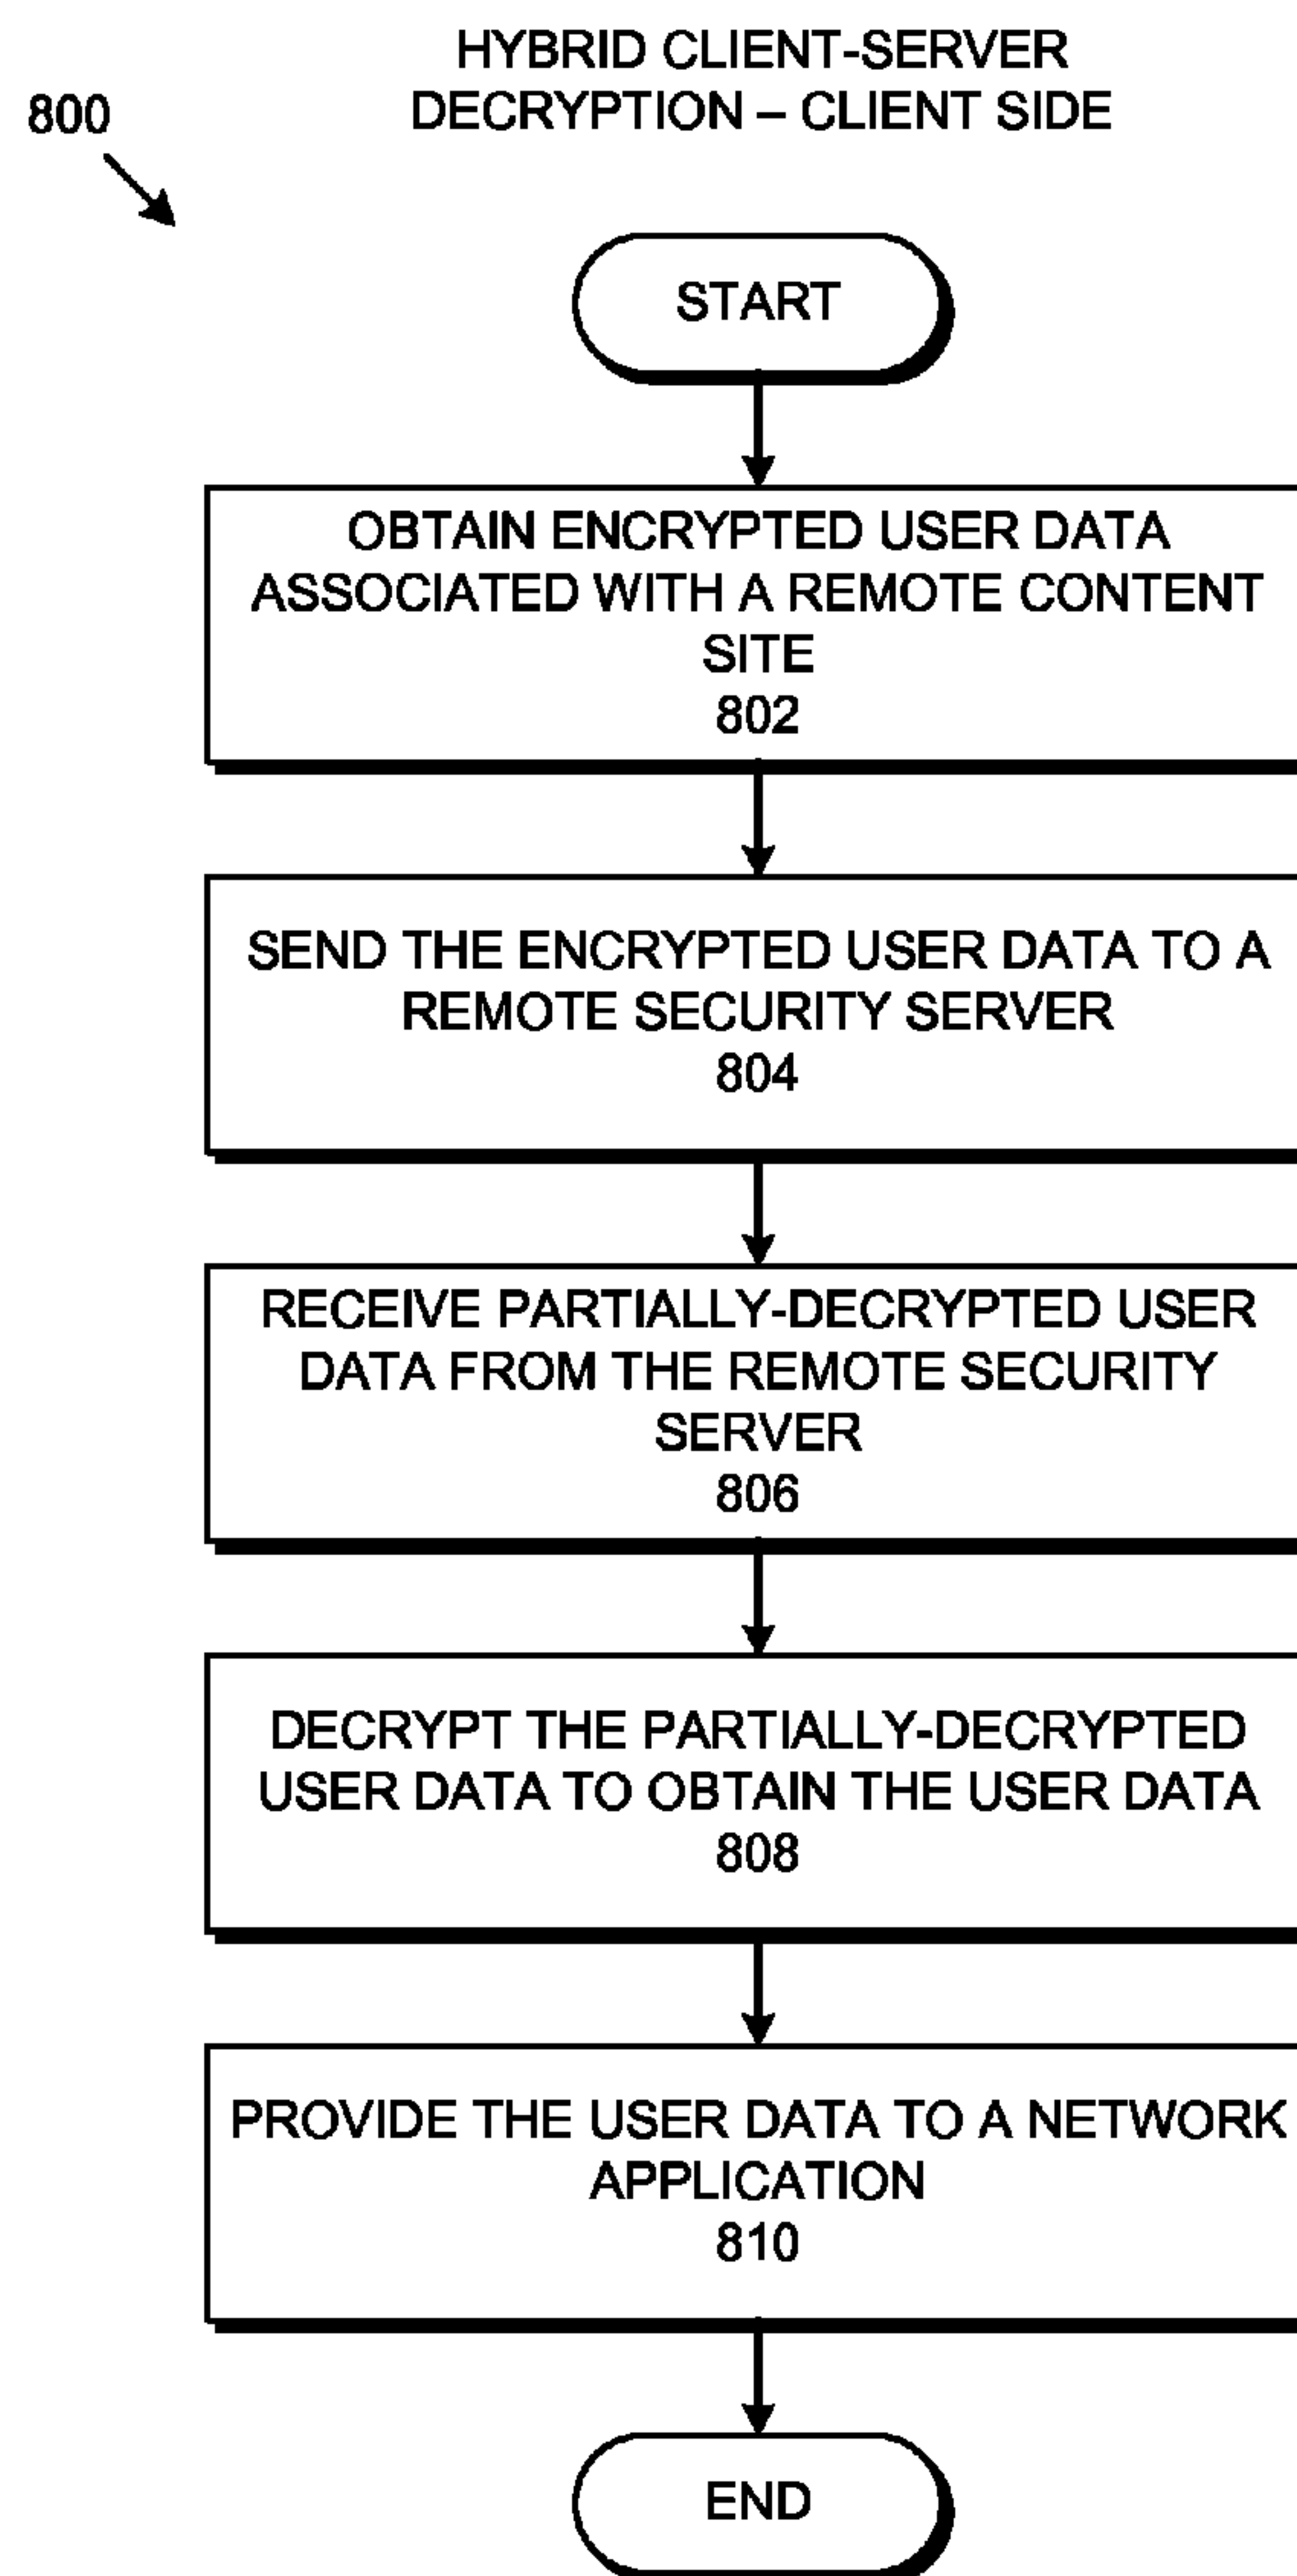 HYBRID CLIENT-SERVER
DECRYPTION – CLIENT SIDE
800
START
OBTAIN ENCRYPTED USER DATA
ASSOCIATED WITH A REMOTE CONTENT
SITE
802
SEND THE ENCRYPTED USER DATA TO A
REMOTE SECURITY SERVER
804
RECEIVE PARTIALLY-DECRYPTED USER
DATA FROM THE REMOTE SECURITY
SERVER
806
DECRYPT THE PARTIALLY-DECRYPTED
USER DATA TO OBTAIN THE USER DATA
808
PROVIDE THE USER DATA TO A NETWORK
APPLICATION
810
END